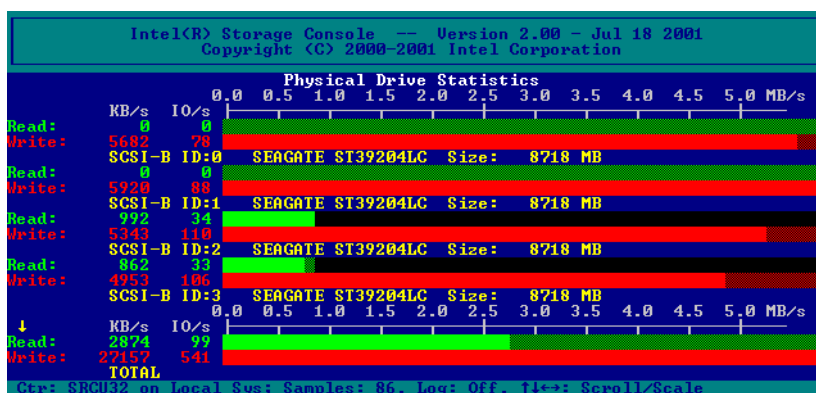 Intel(R) Storage Console -- Version 2.00 - Jul 18 2001
Copyright (C) 2000-2001 Intel Corporation
Physical Drive Statistics
0.0 0.5 1.0 1.5 2.0 2.5 3.0 3.5 4.0 4.5 5.0 MB/s
KB/s IO/s
Read: 0 0
Write: 5682 78
SCSI-B ID:0 SEAGATE ST39204LC Size: 8718 MB
Read: 0 0
Write: 5920 88
SCSI-B ID:1 SEAGATE ST39204LC Size: 8718 MB
Read: 992 34
Write: 5343 110
SCSI-B ID:2 SEAGATE ST39204LC Size: 8718 MB
Read: 862 33
Write: 4953 106
SCSI-B ID:3 SEAGATE ST39204LC Size: 8718 MB
0.0 0.5 1.0 1.5 2.0 2.5 3.0 3.5 4.0 4.5 5.0 MB/s
↓ KB/s IO/s
Read: 2874 99
Write: 27157 541
TOTAL
Ctr: SRCU32 on Local Sys: Samples: 86, Log: Off, ↑↓↔: Scroll/Scale